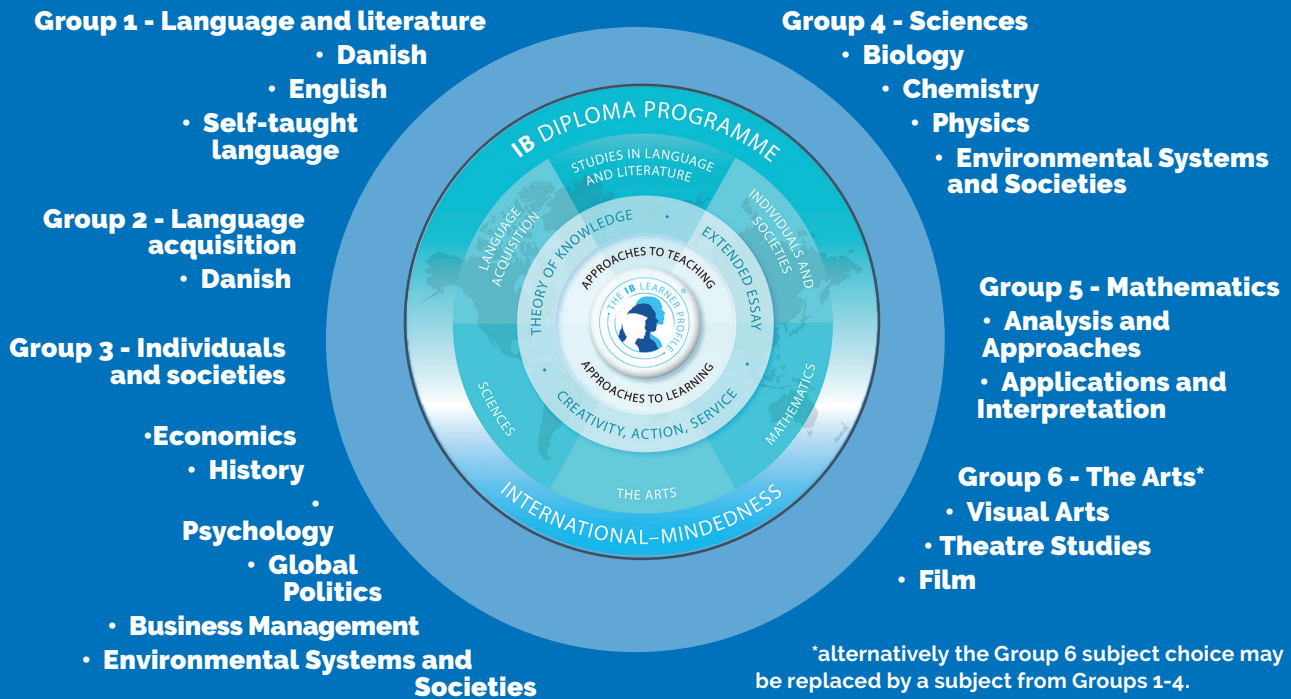 Group 1 - Language and literature
• Danish
• English
• Self-taught
language
Group 2 - Language
acquisition
• Danish
Group 3 - Individuals
and societies
•Economics
• History
•
Psychology
• Global
Politics
• Business Management
• Environmental Systems and
Societies
IB DIPLOMA PROGRAMME
STUDIES IN LANGUAGE
AND LITERATURE
LANGUAGE
ACQUISITION
INDIVIDUALS AND
SOCIETIES
THEORY OF KNOWLEDGE
•
EXTENDED ESSAY
APPROACHES TO TEACHING
THE IB LEARNER PROFILE
®
APPROACHES TO LEARNING
•
CREATIVITY, ACTION, SERVICE
•
SCIENCES
MATHEMATICS
THE ARTS
INTERNATIONAL–MINDEDNESS
Group 4 - Sciences
• Biology
• Chemistry
• Physics
• Environmental Systems
and Societies
Group 5 - Mathematics
• Analysis and
Approaches
• Applications and
Interpretation
Group 6 - The Arts*
• Visual Arts
• Theatre Studies
• Film
*alternatively the Group 6 subject choice may
be replaced by a subject from Groups 1-4.